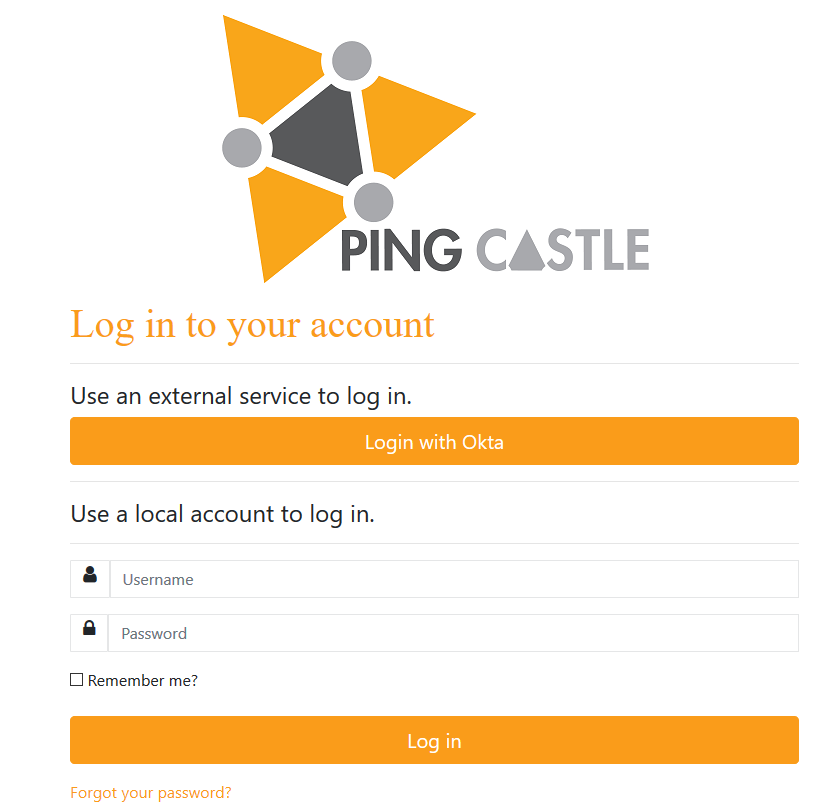 PING CASTLE
Log in to your account
Use an external service to log in.
Login with Okta
Use a local account to log in.
Username
Password
Remember me?
Log in
Forgot your password?